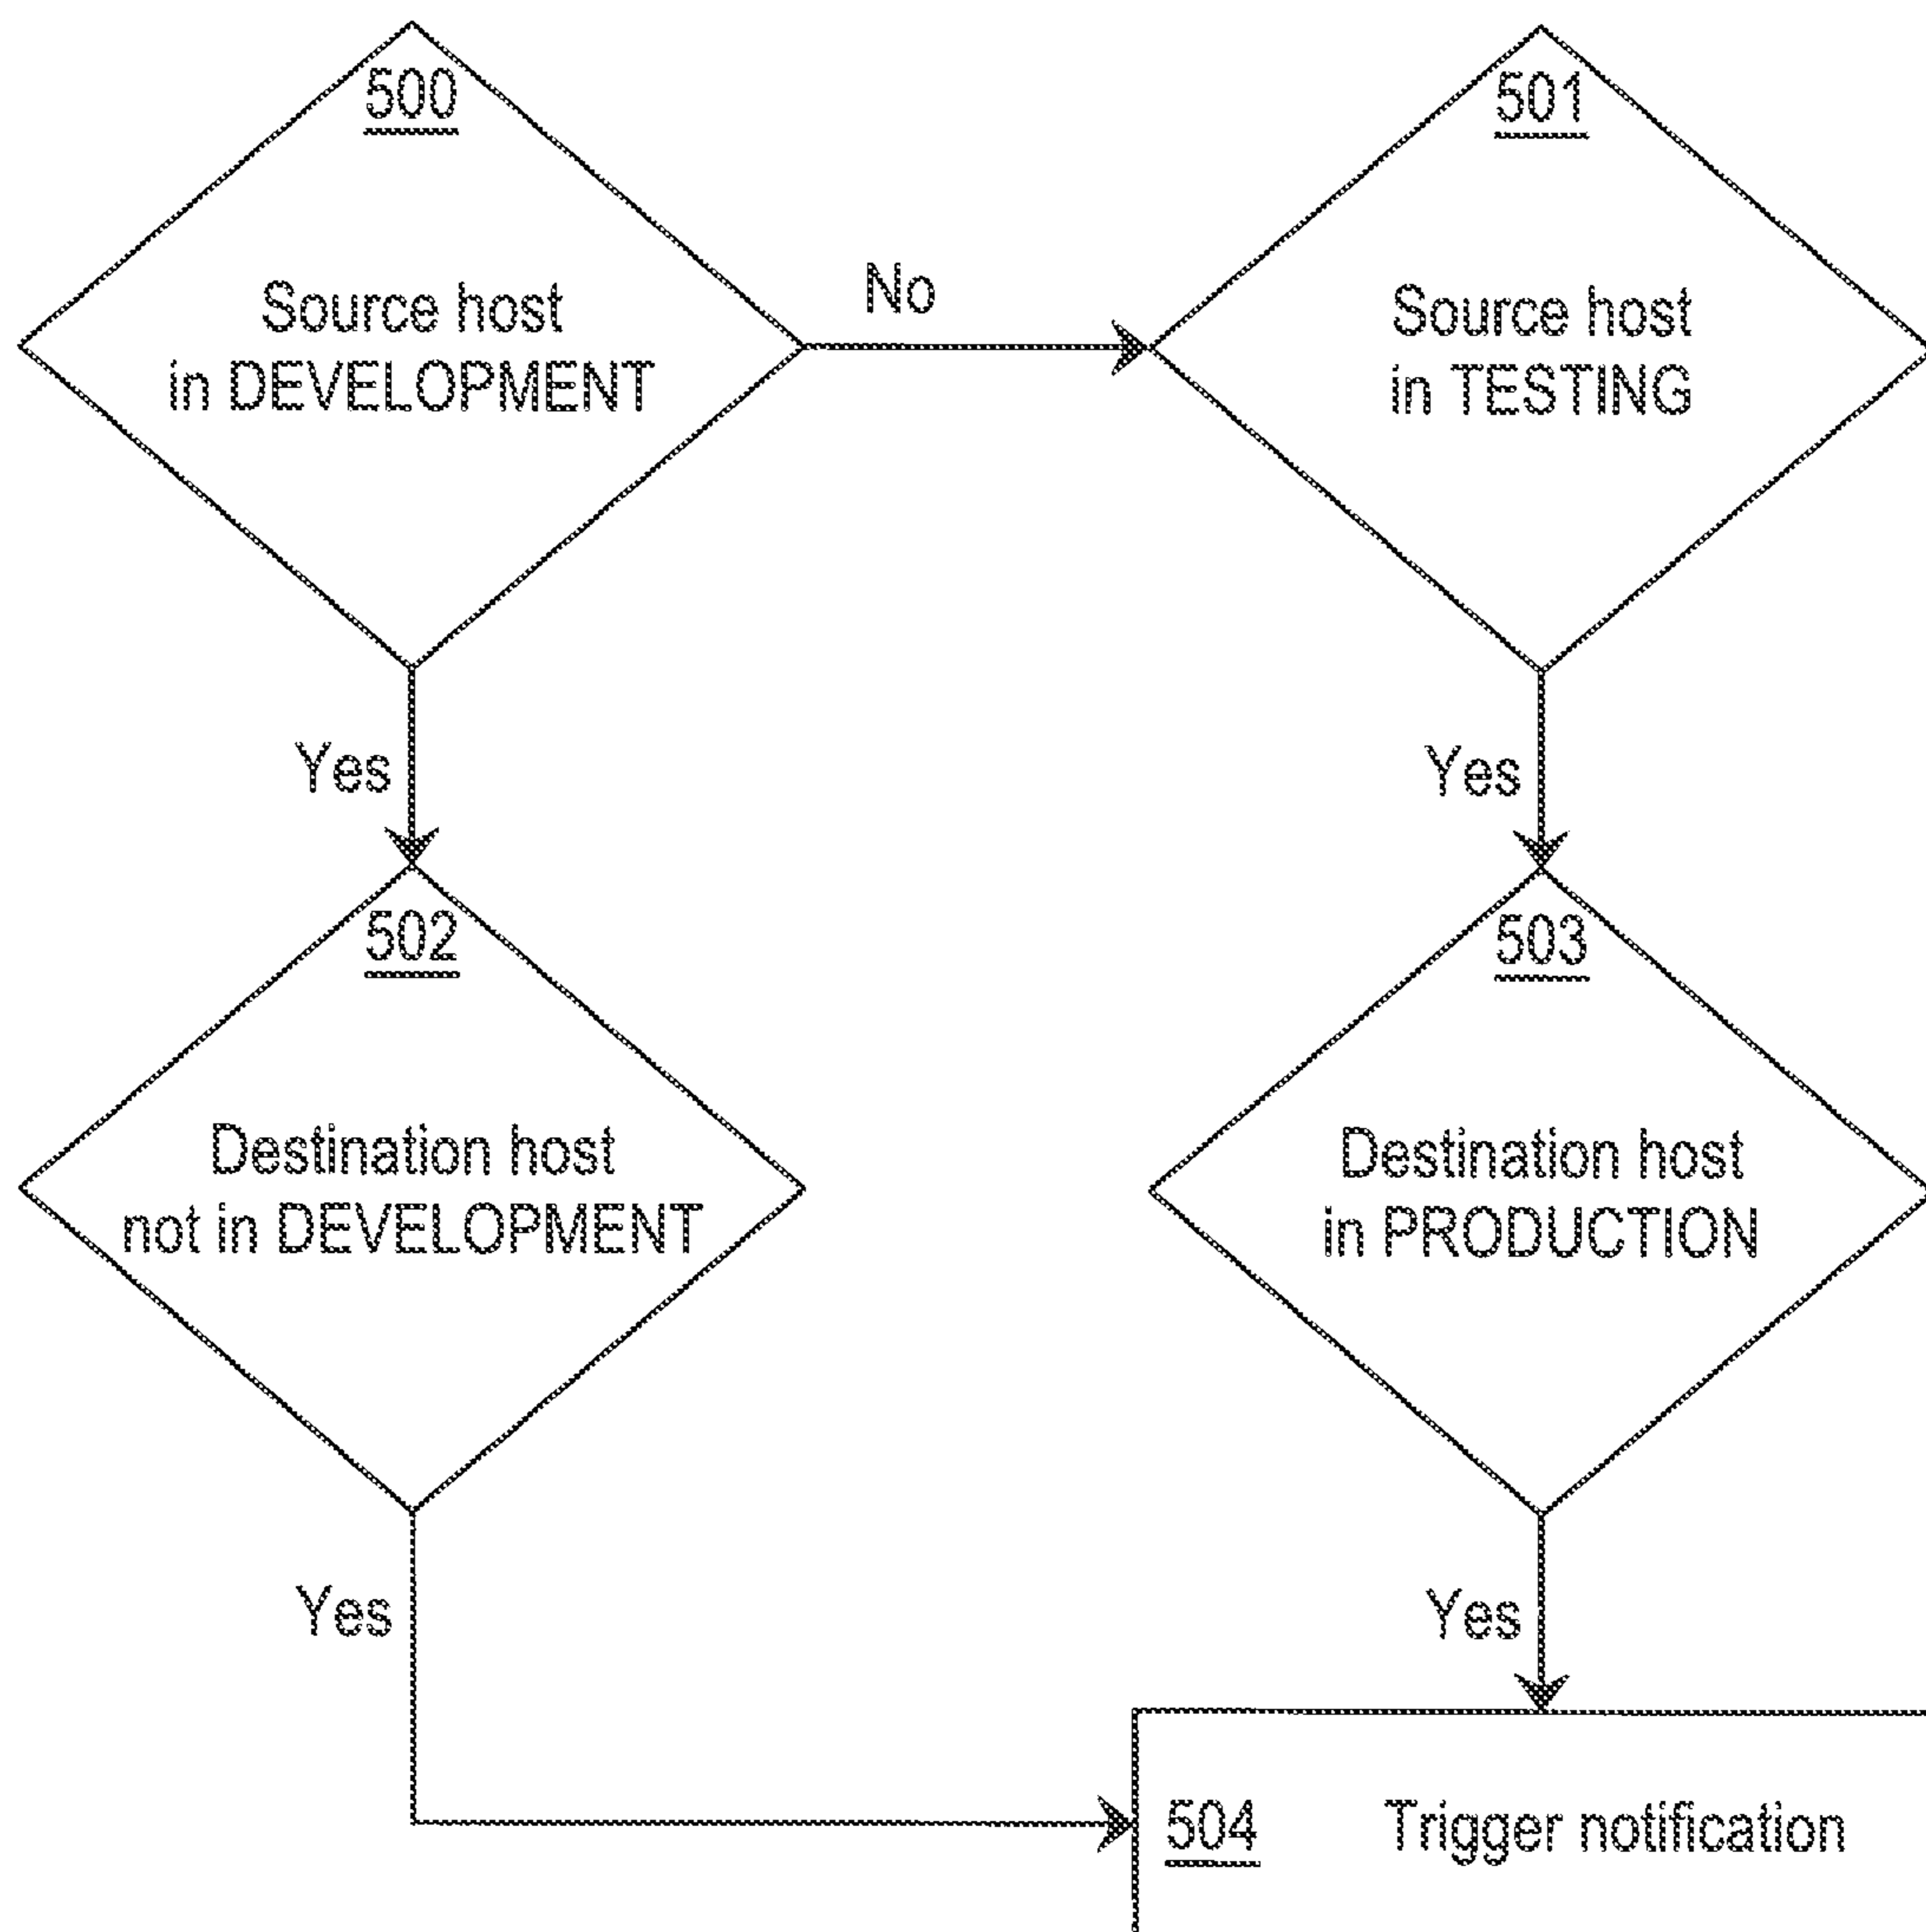 500
Source host
in DEVELOPMENT
No
501
Source host
in TESTING
Yes
Yes
502
Destination host
not in DEVELOPMENT
503
Destination host
in PRODUCTION
Yes
Yes
504 Trigger notification